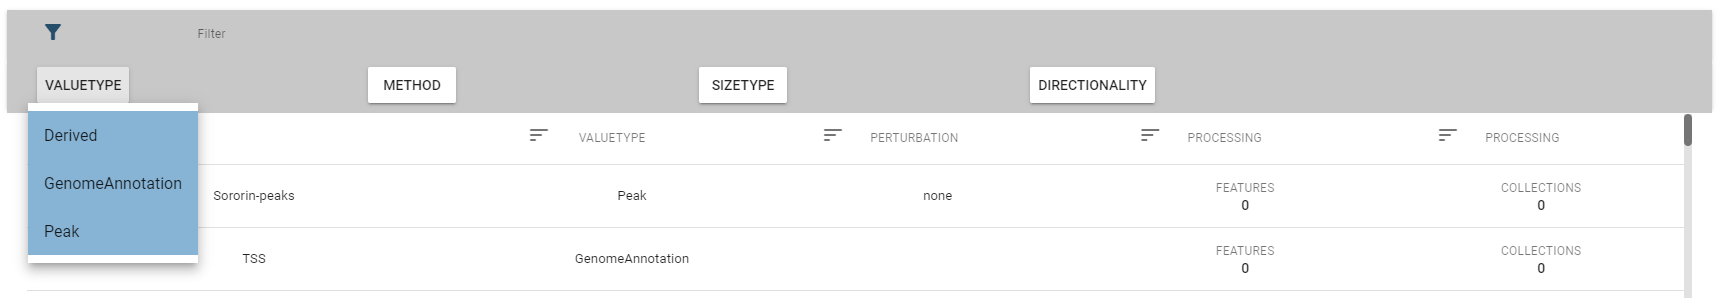 Filter
VALUETYPE METHOD SIZETYPE DIRECTIONALITY
Derived
GenomeAnnotation
Peak
VALUETYPE PERTURBATION PROCESSING PROCESSING
Sororin-peaks Peak none FEATURES COLLECTIONS
0 0
TSS GenomeAnnotation FEATURES COLLECTIONS
0 0